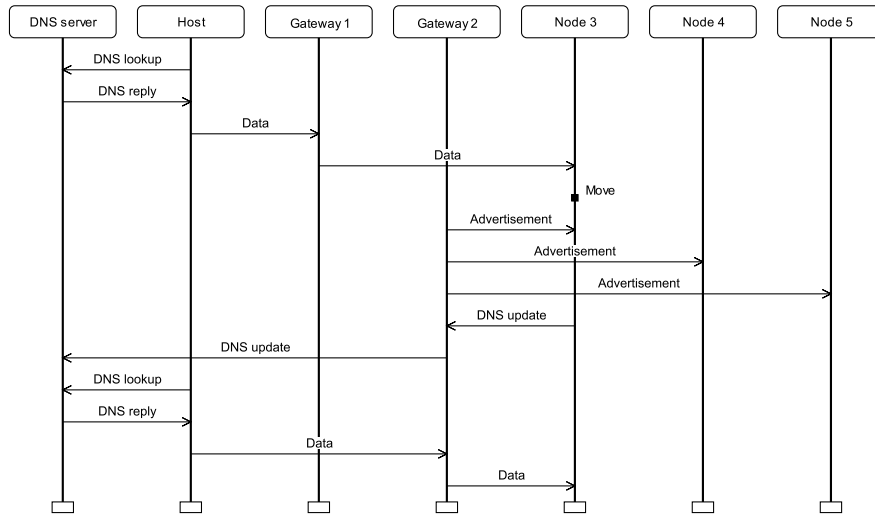 DNS server Host Gateway 1 Gateway 2 Node 3 Node 4 Node 5
DNS lookup
DNS reply
Data
Data
Move
Advertisement
Advertisement
Advertisement
DNS update
DNS update
DNS lookup
DNS reply
Data
Data